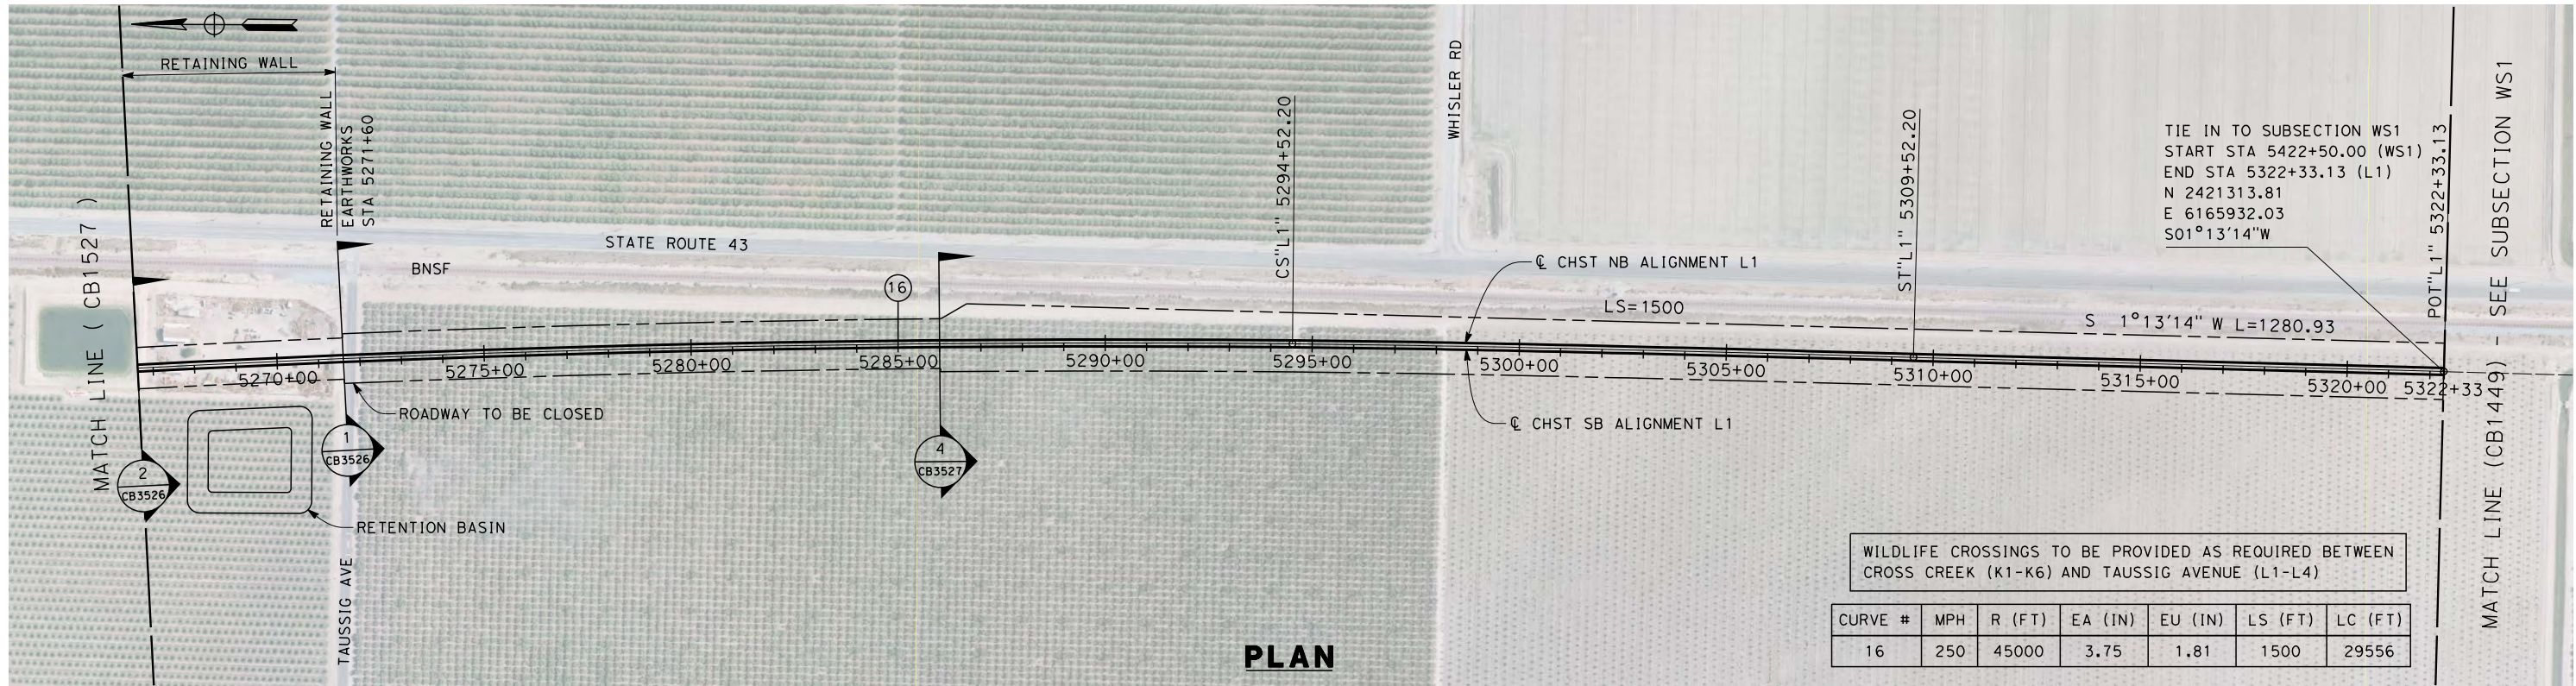 RETAINING WALL
RETAINING WALL
EARTHWORKS
STA 5271+60
MATCH LINE ( CB1527 )
STATE ROUTE 43
BNSF
16
CS"L1" 5294+52.20
WHISLER RD
℄ CHST NB ALIGNMENT L1
LS=1500
ST"L1" 5309+52.20
TIE IN TO SUBSECTION WS1
START STA 5422+50.00 (WS1)
END STA 5322+33.13 (L1)
N 2421313.81
E 6165932.03
S01°13'14"W
POT"L1" 5322+33.13
S 1°13'14" W L=1280.93
MATCH LINE (CB1449) - SEE SUBSECTION WS1
5270+00
5275+00
5280+00
5285+00
5290+00
5295+00
5300+00
5305+00
5310+00
5315+00
5320+00
5322+33
ROADWAY TO BE CLOSED
℄ CHST SB ALIGNMENT L1
1
CB3526
2
CB3526
4
CB3527
RETENTION BASIN
TAUSSIG AVE
WILDLIFE CROSSINGS TO BE PROVIDED AS REQUIRED BETWEEN
CROSS CREEK (K1-K6) AND TAUSSIG AVENUE (L1-L4)
CURVE # MPH R (FT) EA (IN) EU (IN) LS (FT) LC (FT)
16 250 45000 3.75 1.81 1500 29556
PLAN